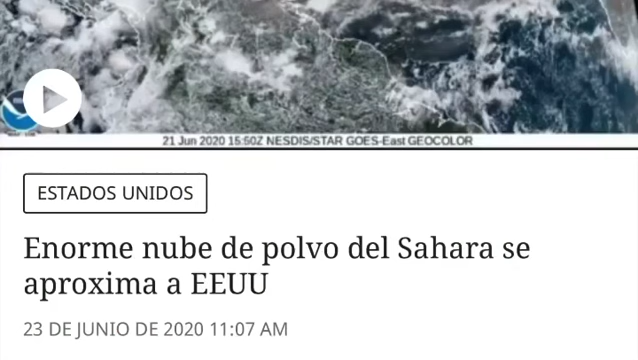 21 Jun 2020 15:50Z NESDIS/STAR GOES-East GEOCOLOR
ESTADOS UNIDOS
Enorme nube de polvo del Sahara se
aproxima a EEUU
23 DE JUNIO DE 2020 11:07 AM